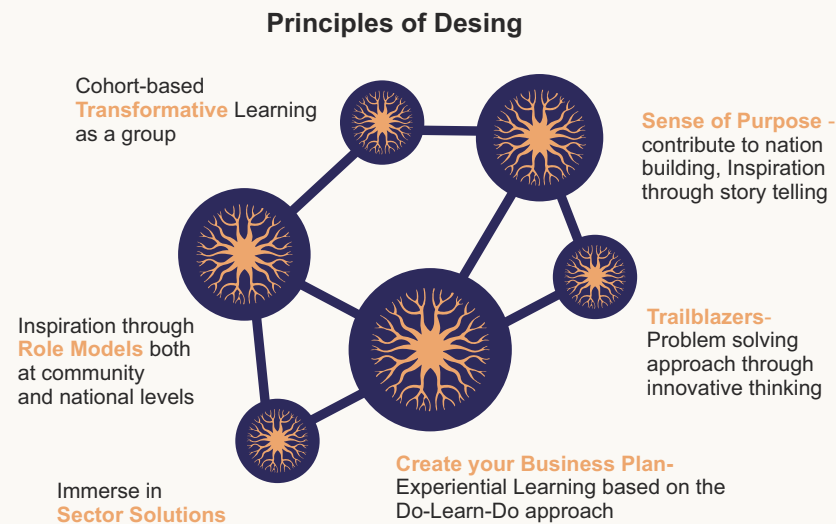 Principles of Desing
Cohort-based
Transformative Learning
as a group
Sense of Purpose -
contribute to nation
building, Inspiration
through story telling
Inspiration through
Role Models both
at community
and national levels
Trailblazers-
Problem solving
approach through
innovative thinking
Immerse in
Sector Solutions
Create your Business Plan-
Experiential Learning based on the
Do-Learn-Do approach